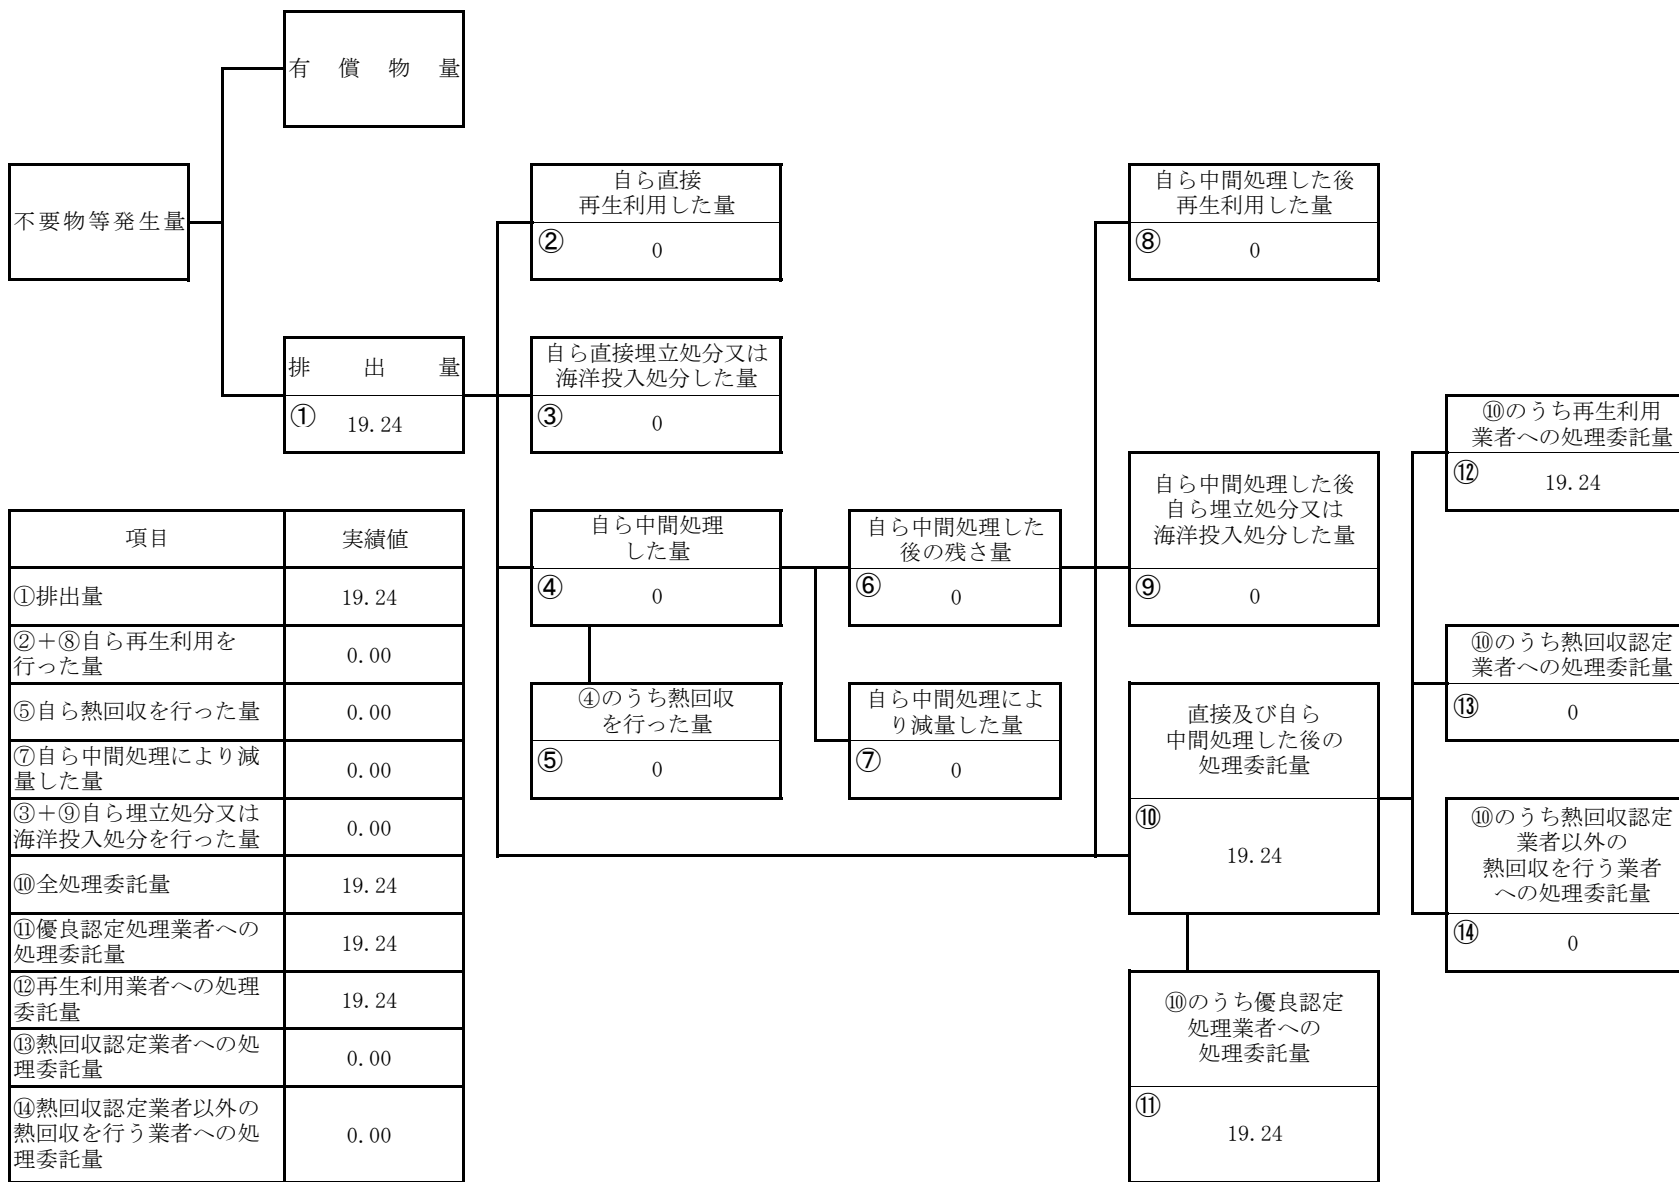 有償物量
不要物等発生量
排出量
① 19.24
自ら直接
再生利用した量
② 0
自ら直接埋立処分又は
海洋投入処分した量
③ 0
自ら中間処理
した量
④ 0
④のうち熱回収
を行った量
⑤ 0
自ら中間処理した
後の残さ量
⑥ 0
自ら中間処理によ
り減量した量
⑦ 0
自ら中間処理した後
再生利用した量
⑧ 0
自ら中間処理した後
自ら埋立処分又は
海洋投入処分した量
⑨ 0
直接及び自ら
中間処理した後の
処理委託量
⑩
19.24
⑩のうち優良認定
処理業者への
処理委託量
⑪
19.24
⑩のうち再生利用
業者への処理委託量
⑫ 19.24
⑩のうち熱回収認定
業者への処理委託量
⑬ 0
⑩のうち熱回収認定
業者以外の
熱回収を行う業者
への処理委託量
⑭ 0
項目 実績値
①排出量 19.24
②＋⑧自ら再生利用を
行った量 0.00
⑤自ら熱回収を行った量 0.00
⑦自ら中間処理により減
量した量 0.00
③＋⑨自ら埋立処分又は
海洋投入処分を行った量 0.00
⑩全処理委託量 19.24
⑪優良認定処理業者への
処理委託量 19.24
⑫再生利用業者への処理
委託量 19.24
⑬熱回収認定業者への処
理委託量 0.00
⑭熱回収認定業者以外の
熱回収を行う業者への処
理委託量 0.00